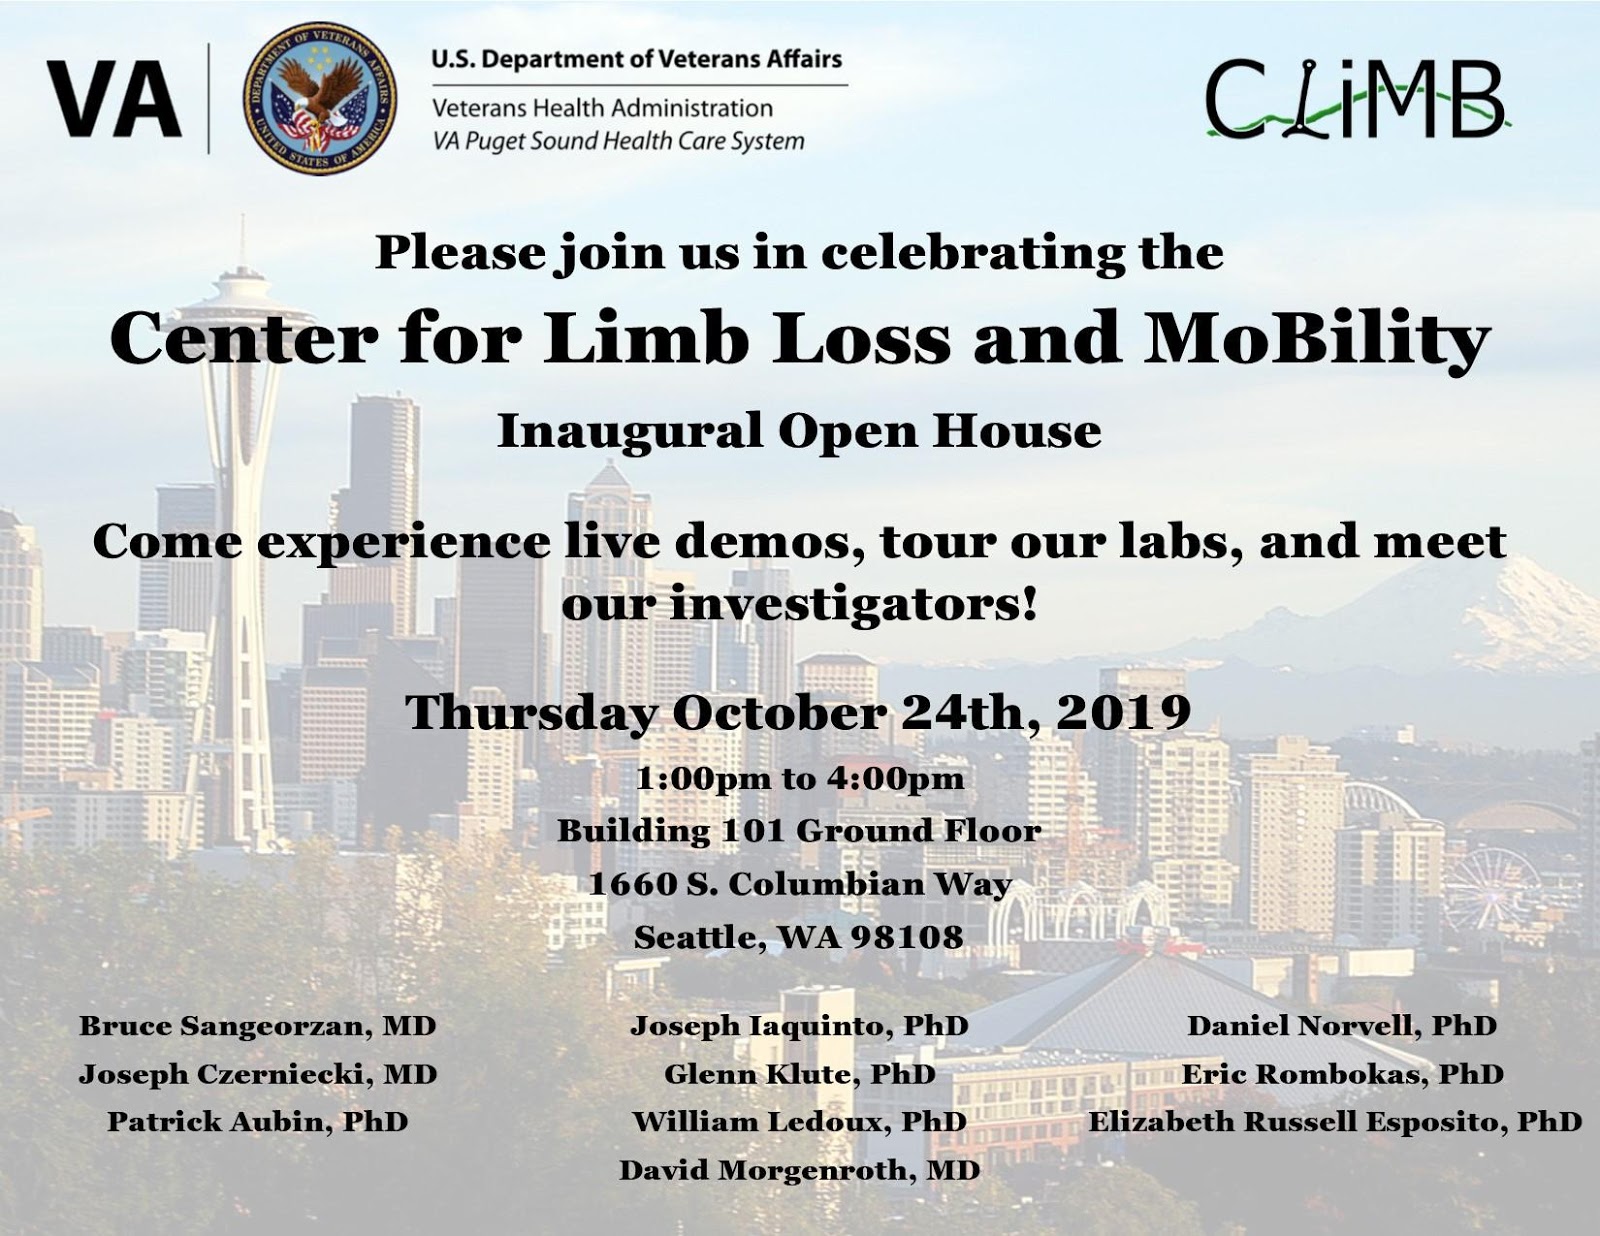 VA
DEPARTMENT OF VETERANS AFFAIRS
UNITED STATES OF AMERICA
U.S. Department of Veterans Affairs
Veterans Health Administration
VA Puget Sound Health Care System
CLiMB
Please join us in celebrating the
Center for Limb Loss and MoBility
Inaugural Open House
Come experience live demos, tour our labs, and meet
our investigators!
Thursday October 24th, 2019
1:00pm to 4:00pm
Building 101 Ground Floor
1660 S. Columbian Way
Seattle, WA 98108
Bruce Sangeorzan, MD
Joseph Czerniecki, MD
Patrick Aubin, PhD
Joseph Iaquinto, PhD
Glenn Klute, PhD
William Ledoux, PhD
David Morgenroth, MD
Daniel Norvell, PhD
Eric Rombokas, PhD
Elizabeth Russell Esposito, PhD